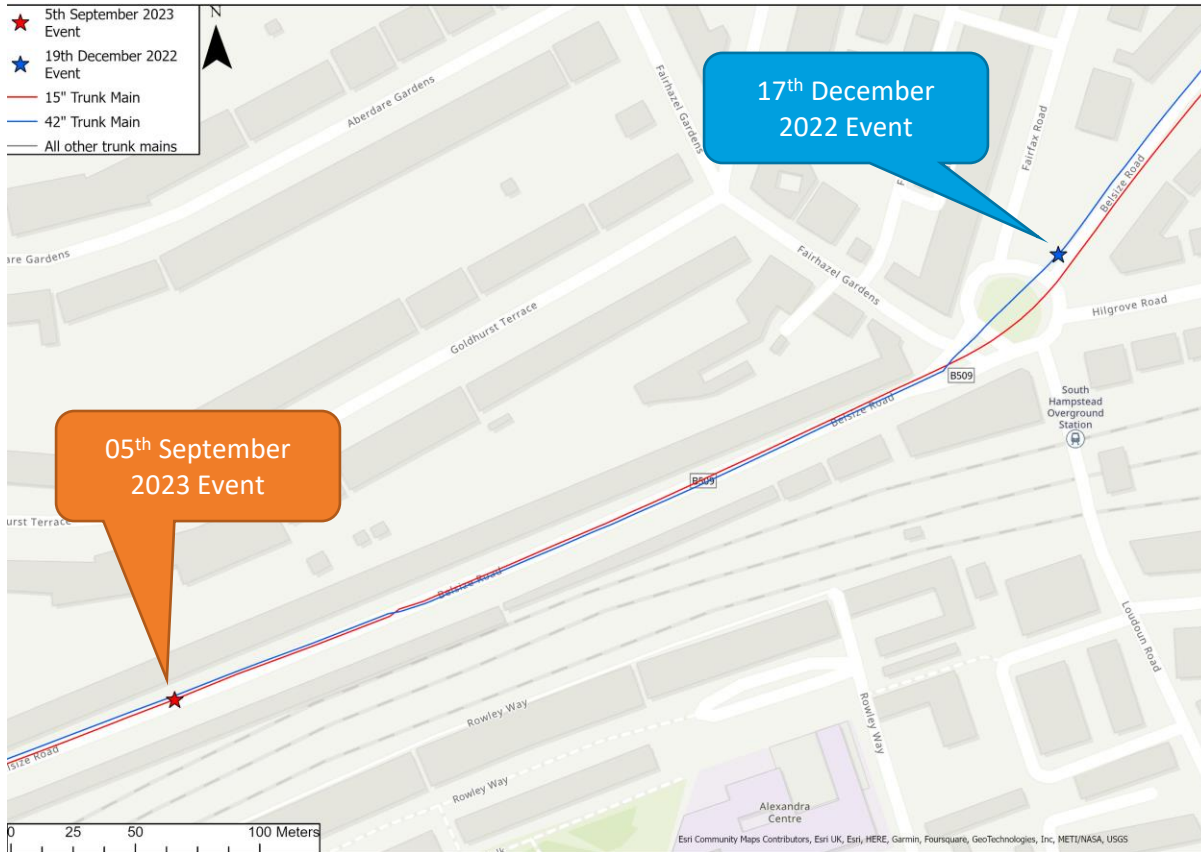 5th September 2023
Event
19th December 2022
Event
15" Trunk Main
42" Trunk Main
All other trunk mains
N
Aberdare Gardens
Fairhazel Gardens
17th December
2022 Event
Fairfax Road
F
Belsize Road
are Gardens
Goldhurst Terrace
Fairhazel Gardens
Hilgrove Road
B509
South
Hampstead
Overground
Station
Belsize Road
05th September
2023 Event
B509
urst Terrace
Belsize Road
Loudoun Road
Rowley Way
Rowley Way
lsize Road
Rowley Way
Alexandra
Centre
0 25 50 100 Meters
Esri Community Maps Contributors, Esri UK, Esri, HERE, Garmin, Foursquare, GeoTechnologies, Inc, METI/NASA, USGS